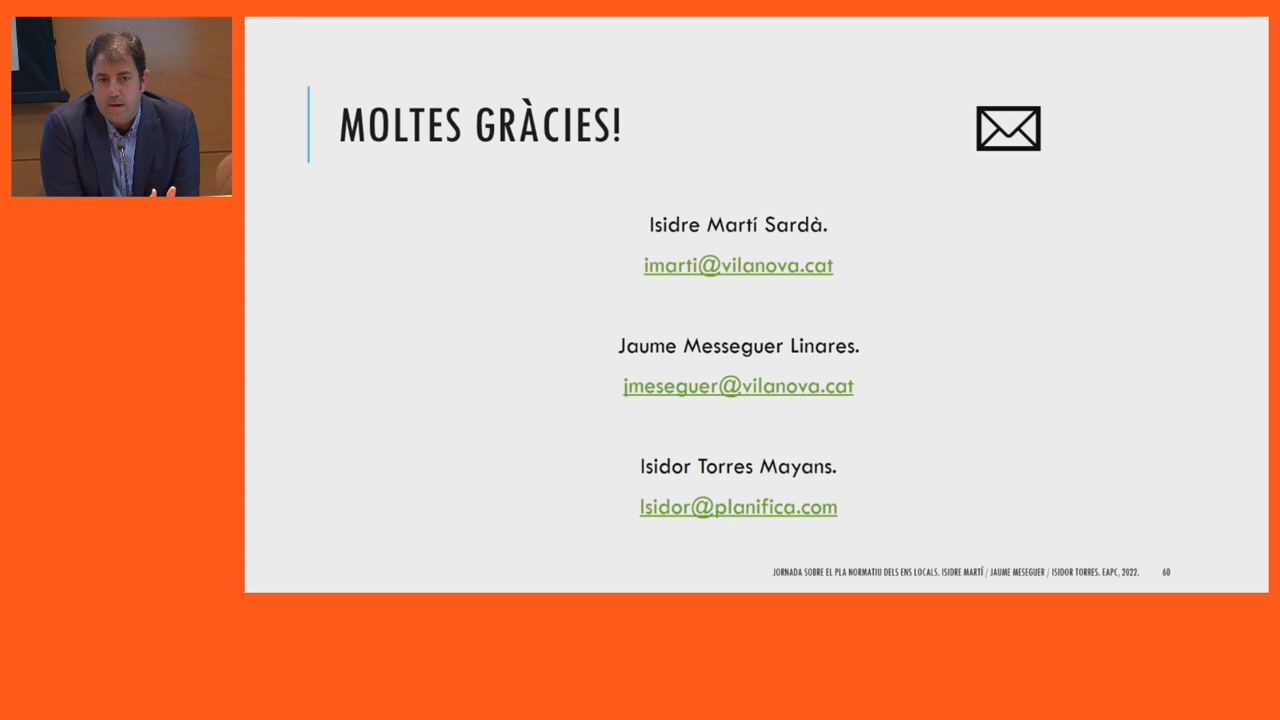 MOLTES GRÀCIES!
Isidre Martí Sardà.
imarti@vilanova.cat
Jaume Messeguer Linares.
jmeseguer@vilanova.cat
Isidor Torres Mayans.
Isidor@planifica.com
JORNADA SOBRE EL PLA NORMATIU DELS ENS LOCALS. ISIDRE MARTÍ / JAUME MESEGUER / ISIDOR TORRES. EAPC, 2022. 60